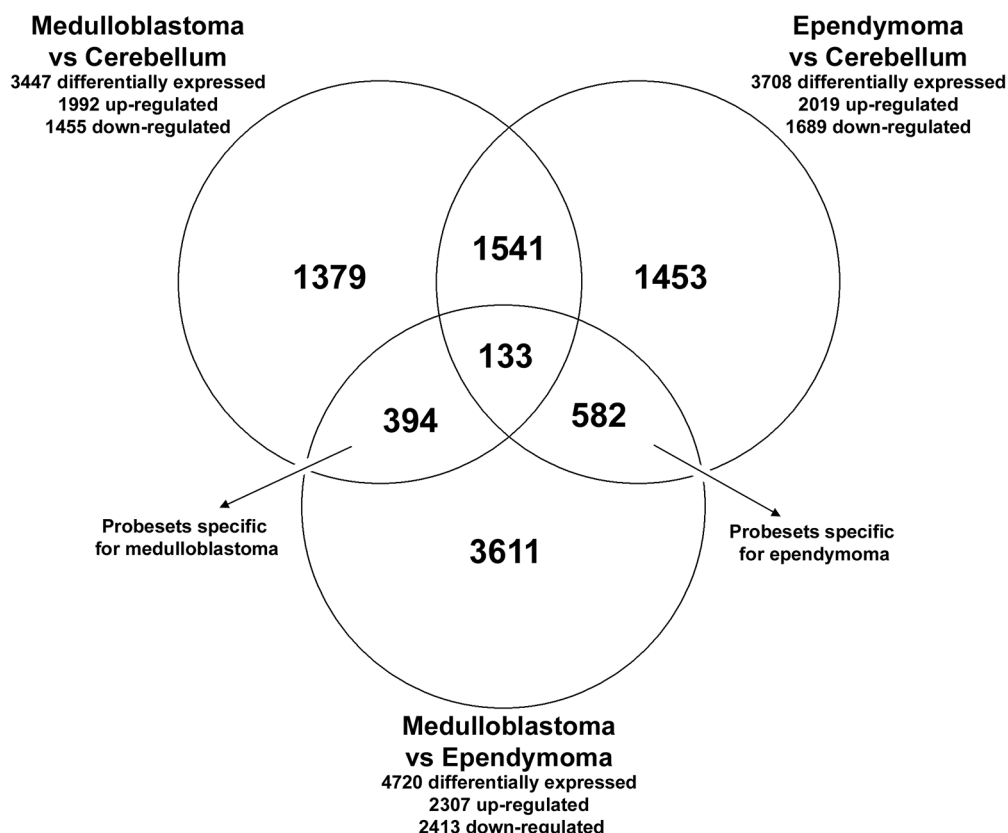 Medulloblastoma
vs Cerebellum
3447 differentially expressed
1992 up-regulated
1455 down-regulated
Ependymoma
vs Cerebellum
3708 differentially expressed
2019 up-regulated
1689 down-regulated
1379
1541
1453
133
394
582
Probesets specific
for medulloblastoma
Probesets specific
for ependymoma
3611
Medulloblastoma
vs Ependymoma
4720 differentially expressed
2307 up-regulated
2413 down-regulated